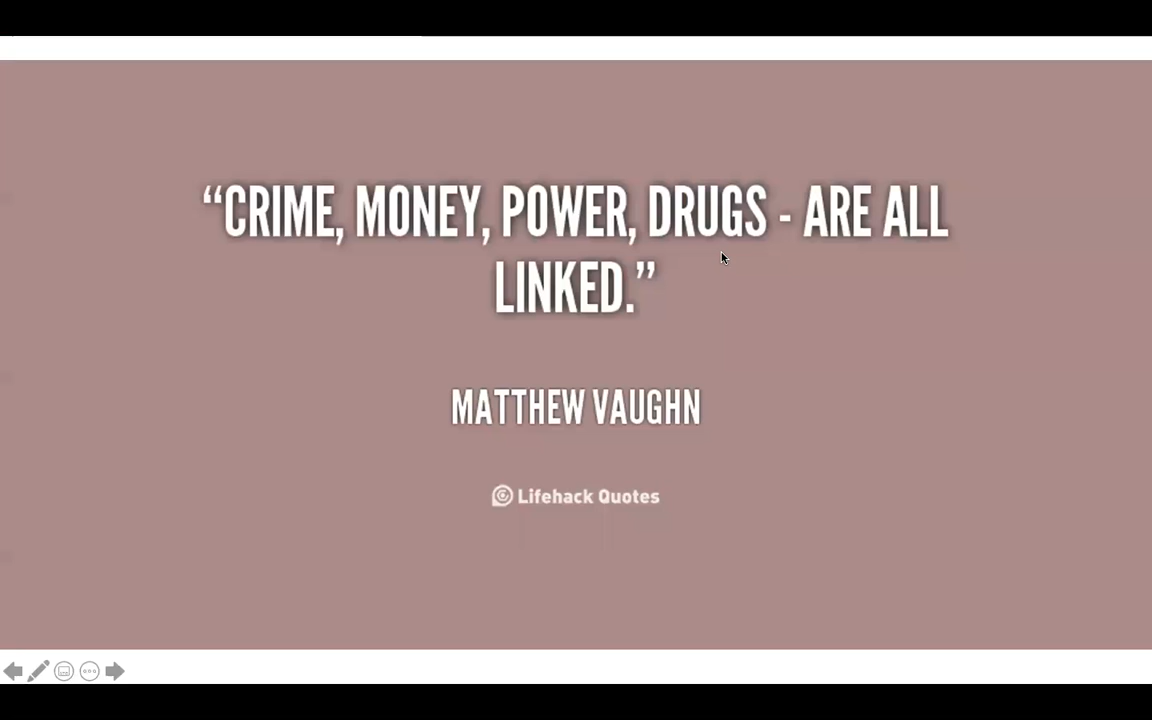 “CRIME, MONEY, POWER, DRUGS - ARE ALL
LINKED.”
MATTHEW VAUGHN
Lifehack Quotes